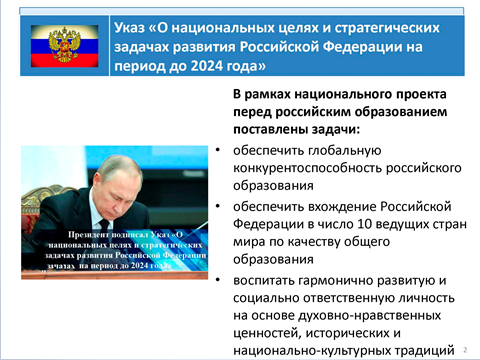 Указ «О национальных целях и стратегических
задачах развития Российской Федерации на
период до 2024 года»
В рамках национального проекта
перед российским образованием
поставлены задачи:
• обеспечить глобальную
конкурентоспособность российского
образования
• обеспечить вхождение Российской
Федерации в число 10 ведущих стран
мира по качеству общего
образования
• воспитать гармонично развитую и
социально ответственную личность
на основе духовно-нравственных
ценностей, исторических и
национально-культурных традиций
Президент подписал Указ «О
национальных целях и стратегических
задачах развития Российской Федерации
на период до 2024 года»
2